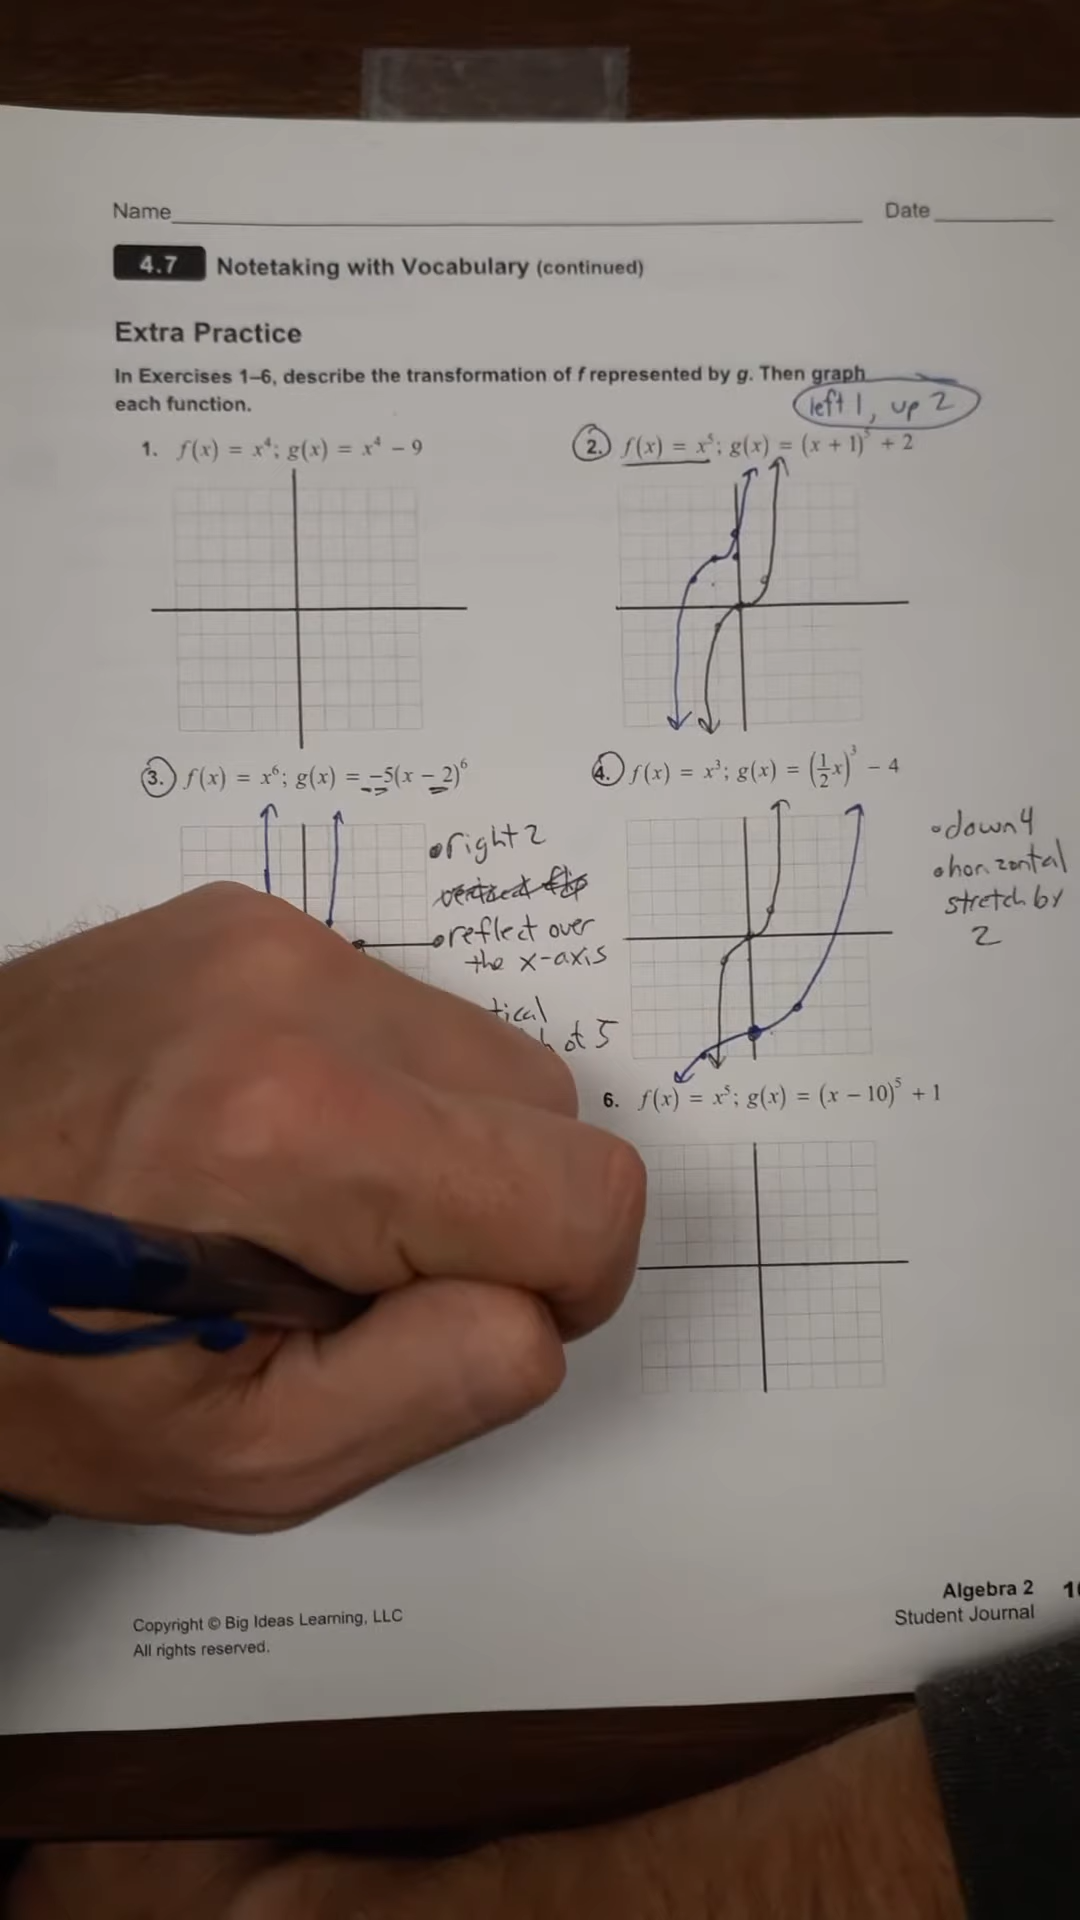 Name
Date
4.7 Notetaking with Vocabulary (continued)
Extra Practice
In Exercises 1–6, describe the transformation of f represented by g. Then graph
each function.
left 1, up 2
1. f(x) = x⁴; g(x) = x⁴ − 9
2. f(x) = x⁵; g(x) = (x + 1)⁵ + 2
3. f(x) = x⁶; g(x) = −5(x − 2)⁶
right 2
reflect over
the x-axis
tical
of 5
4. f(x) = x³; g(x) = (½x)³ − 4
down 4
horizontal
stretch by
2
6. f(x) = x⁵; g(x) = (x − 10)⁵ + 1
Copyright © Big Ideas Learning, LLC
All rights reserved.
Algebra 2
Student Journal